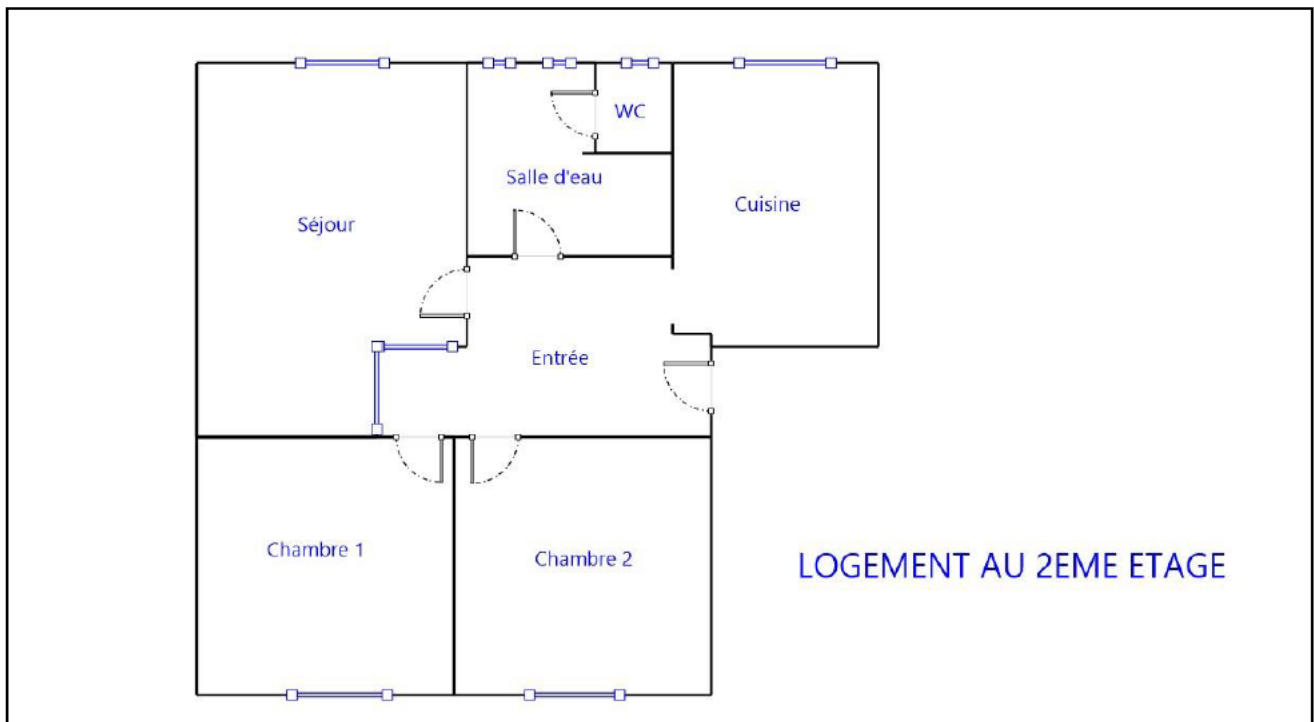 WC
Salle d'eau
Cuisine
Séjour
Entrée
Chambre 1
Chambre 2
LOGEMENT AU 2EME ETAGE